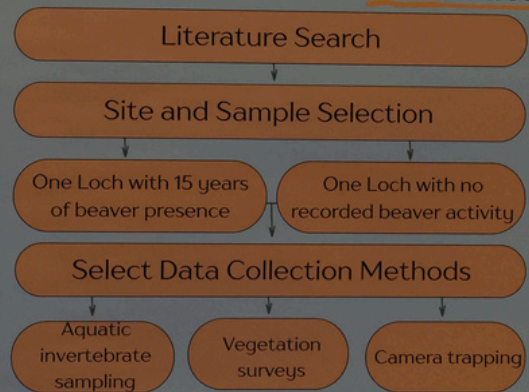 Literature Search
Site and Sample Selection
One Loch with 15 years
of beaver presence
One Loch with no
recorded beaver activity
Select Data Collection Methods
Aquatic
invertebrate
sampling
Vegetation
surveys
Camera trapping